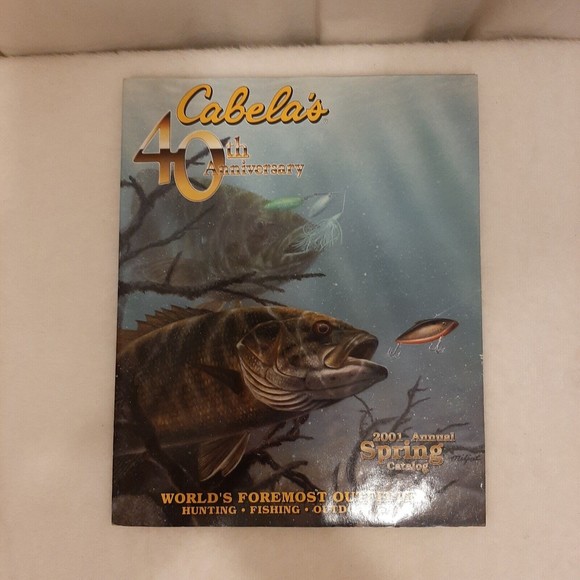 Cabela's
40th
Anniversary
2001 Annual
Spring
Catalog
WORLD'S FOREMOST
HUNTING • FISHING •